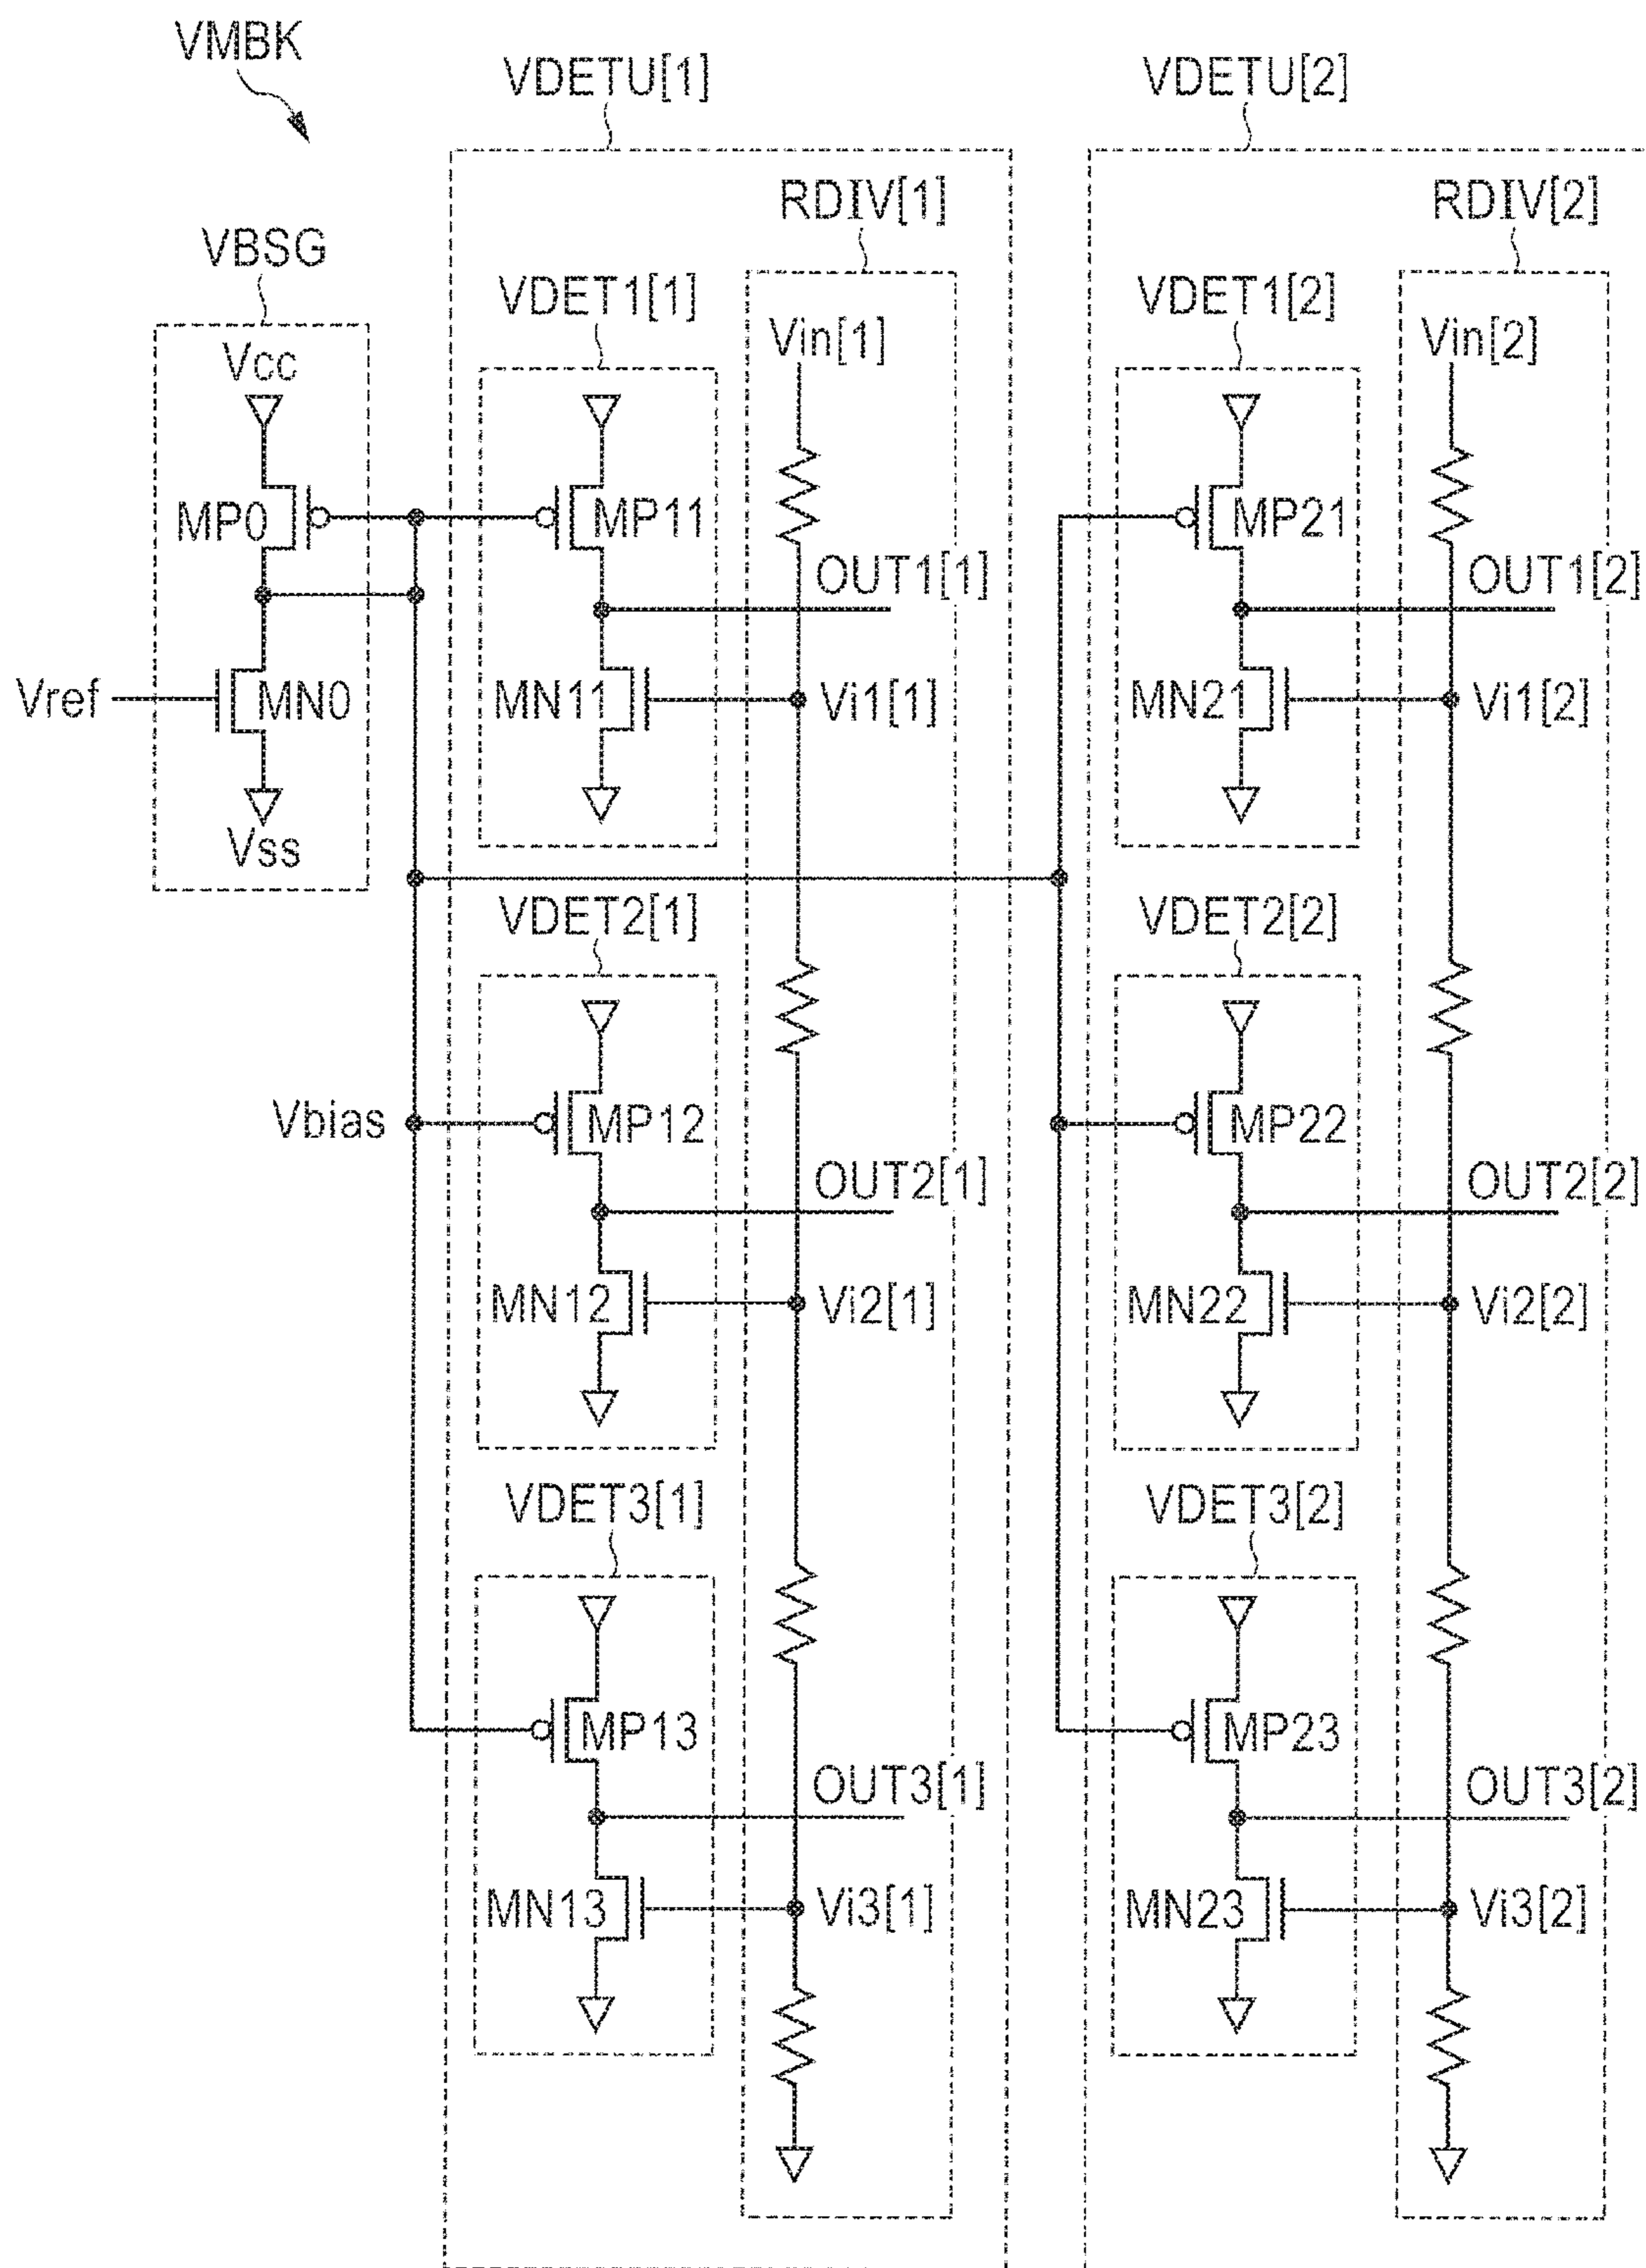 VMBK
VDETU[1]
VDETU[2]
RDIV[1]
RDIV[2]
VBSG
VDET1[1]
VDET1[2]
Vin[1]
Vin[2]
Vcc
MP0
MP11
MP21
OUT1[1]
OUT1[2]
Vref
MN0
MN11
Vi1[1]
MN21
Vi1[2]
Vss
VDET2[1]
VDET2[2]
Vbias
MP12
MP22
OUT2[1]
OUT2[2]
MN12
Vi2[1]
MN22
Vi2[2]
VDET3[1]
VDET3[2]
MP13
MP23
OUT3[1]
OUT3[2]
MN13
Vi3[1]
MN23
Vi3[2]